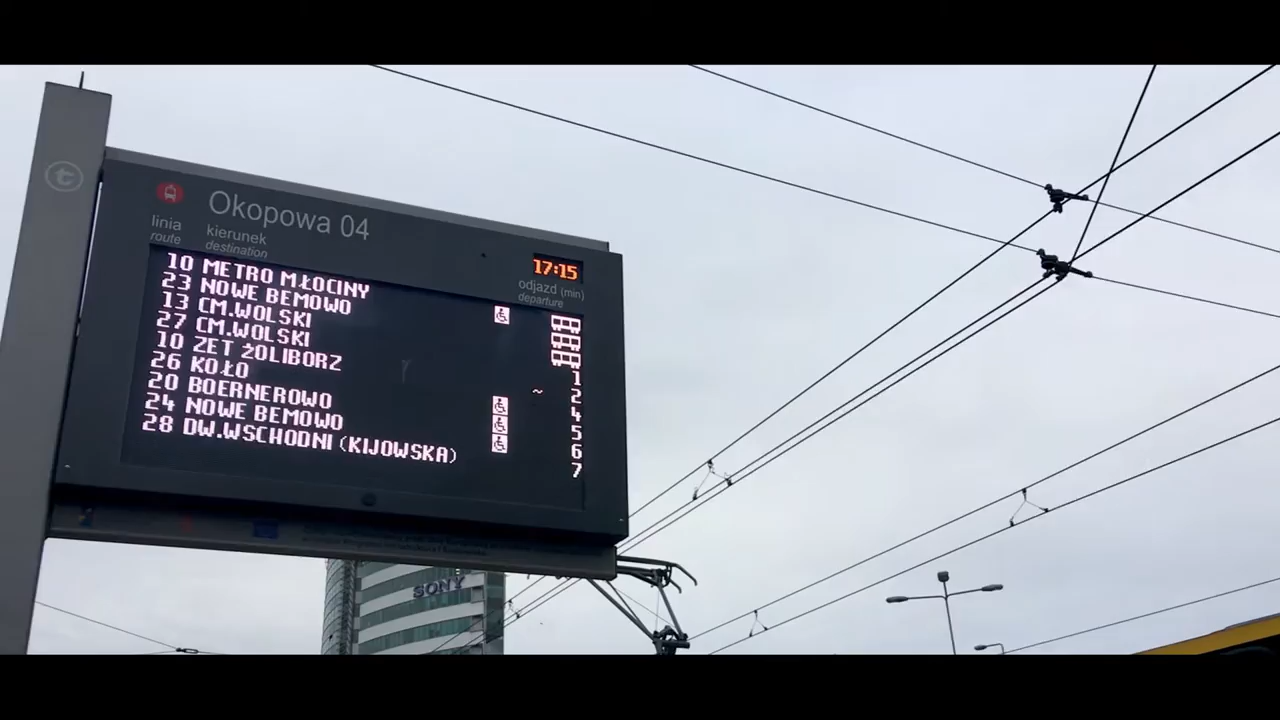 Okopowa 04
linia
route
kierunek
destination
17:15
odjazd (min)
departure
10 METRO MŁOCINY
23 NOWE BEMOWO
13 CM.WOLSKI
27 CM.WOLSKI
10 ZET ŻOLIBORZ 1
26 KOŁO ~ 2
20 BOERNEROWO 4
24 NOWE BEMOWO 5
28 DW.WSCHODNI (KIJOWSKA) 6
7
SONY